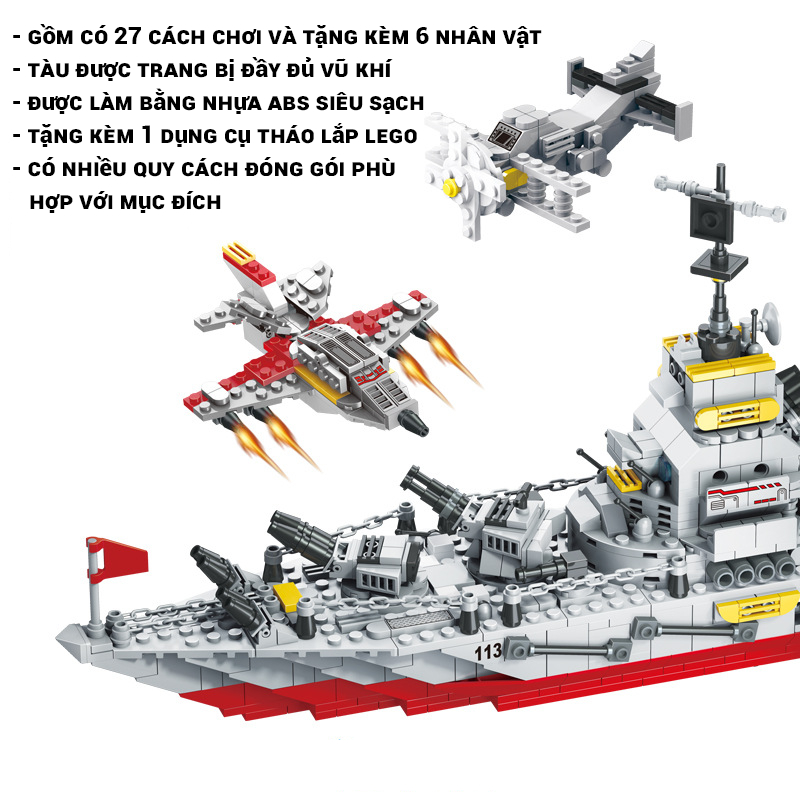 - GỒM CÓ 27 CÁCH CHƠI VÀ TẶNG KÈM 6 NHÂN VẬT
- TÀU ĐƯỢC TRANG BỊ ĐẦY ĐỦ VŨ KHÍ
- ĐƯỢC LÀM BẰNG NHỰA ABS SIÊU SẠCH
- TẶNG KÈM 1 DỤNG CỤ THÁO LẮP LEGO
- CÓ NHIỀU QUY CÁCH ĐÓNG GÓI PHÙ
HỢP VỚI MỤC ĐÍCH
113